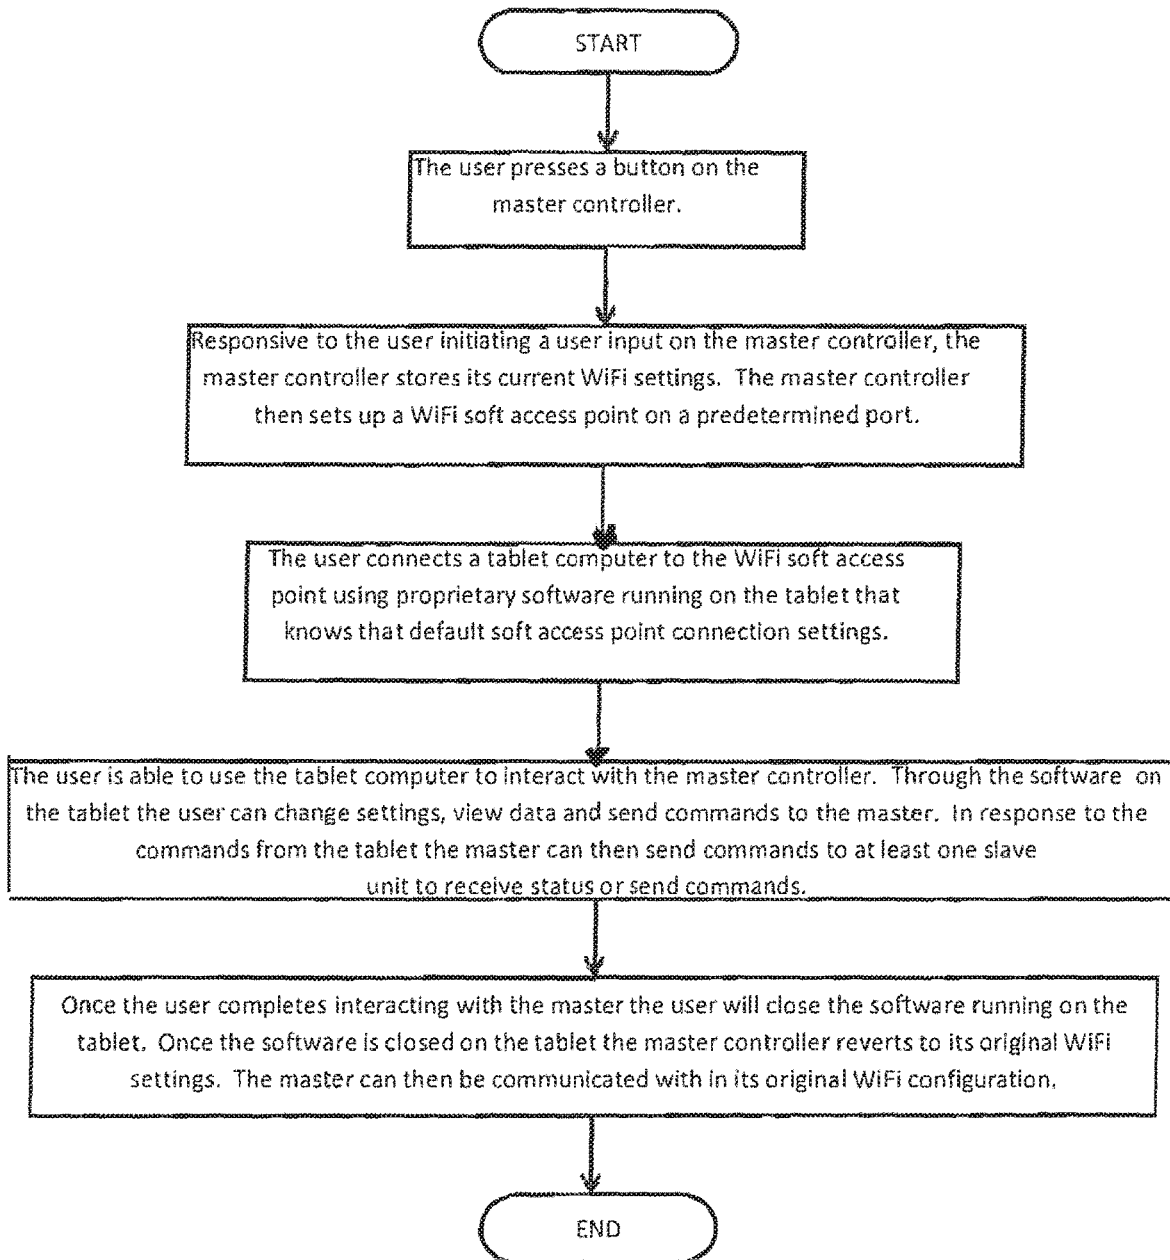 START
The user presses a button on the
master controller.
Responsive to the user initiating a user input on the master controller, the
master controller stores its current WiFi settings. The master controller
then sets up a WiFi soft access point on a predetermined port.
The user connects a tablet computer to the WiFi soft access
point using proprietary software running on the tablet that
knows that default soft access point connection settings.
The user is able to use the tablet computer to interact with the master controller. Through the software on
the tablet the user can change settings, view data and send commands to the master. In response to the
commands from the tablet the master can then send commands to at least one slave
unit to receive status or send commands.
Once the user completes interacting with the master the user will close the software running on the
tablet. Once the software is closed on the tablet the master controller reverts to its original WiFi
settings. The master can then be communicated with in its original WiFi configuration.
END